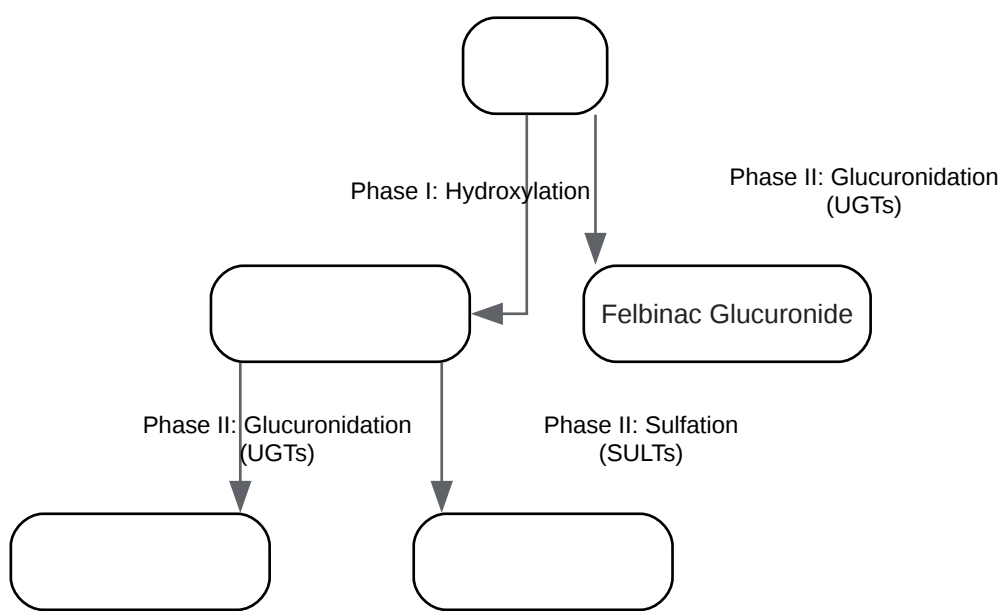 Phase I: Hydroxylation
Phase II: Glucuronidation
(UGTs)
Felbinac Glucuronide
Phase II: Glucuronidation
(UGTs)
Phase II: Sulfation
(SULTs)